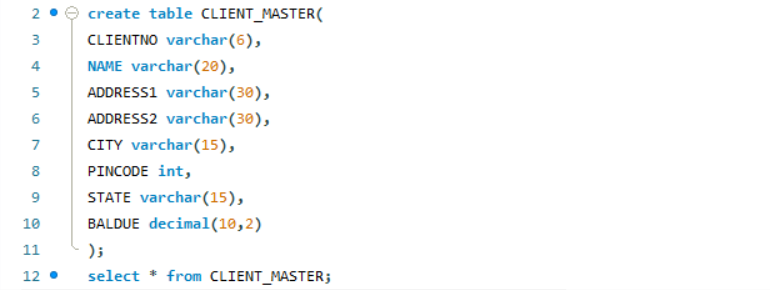 2 create table CLIENT_MASTER(
3 CLIENTNO varchar(6),
4 NAME varchar(20),
5 ADDRESS1 varchar(30),
6 ADDRESS2 varchar(30),
7 CITY varchar(15),
8 PINCODE int,
9 STATE varchar(15),
10 BALDUE decimal(10,2)
11 );
12 select * from CLIENT_MASTER;